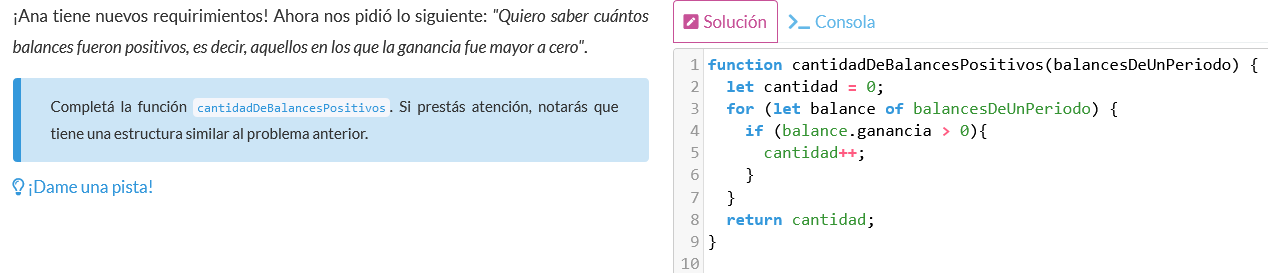 ¡Ana tiene nuevos requirimientos! Ahora nos pidió lo siguiente: "Quiero saber cuántos
balances fueron positivos, es decir, aquellos en los que la ganancia fue mayor a cero".
Completá la función cantidadDeBalancesPositivos. Si prestás atención, notarás que
tiene una estructura similar al problema anterior.
¡Dame una pista!
Solución
Consola
1 function cantidadDeBalancesPositivos(balancesDeUnPeriodo) {
2   let cantidad = 0;
3   for (let balance of balancesDeUnPeriodo) {
4     if (balance.ganancia > 0){
5       cantidad++;
6     }
7   }
8   return cantidad;
9 }
10